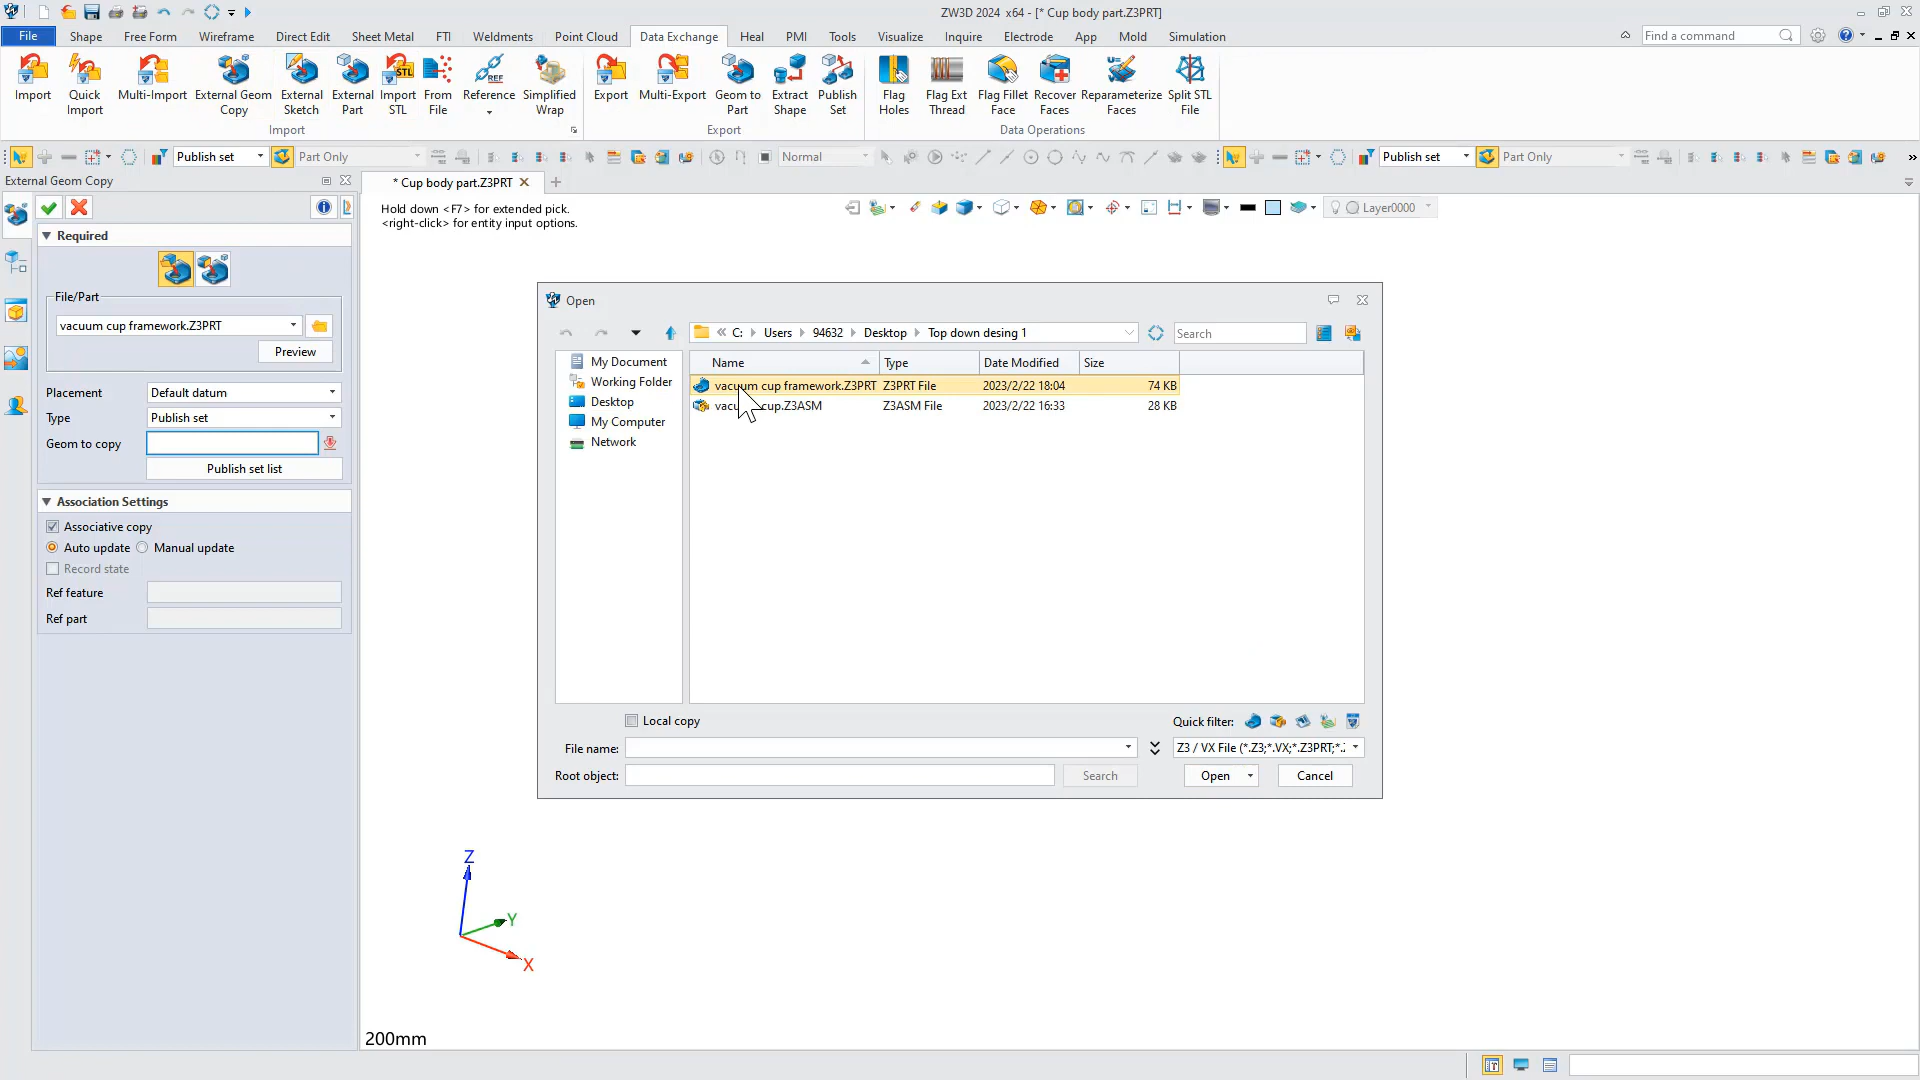 ZW3D 2024 x64 - [* Cup body part.Z3PRT]
File Shape Free Form Wireframe Direct Edit Sheet Metal FTI Weldments Point Cloud Data Exchange Heal PMI Tools Visualize Inquire Electrode App Mold Simulation Find a command
Import Quick Import Multi-Import External Geom Copy External Sketch External Part Import STL From File Reference Simplified Wrap Export Multi-Export Geom to Part Extract Shape Publish Set Flag Holes Flag Ext Thread Flag Fillet Face Recover Faces Reparameterize Faces Split STL File
Import Export Data Operations
Publish set Part Only Normal Publish set Part Only
External Geom Copy * Cup body part.Z3PRT
Hold down <F7> for extended pick.
<right-click> for entity input options.
Layer0000
Required
File/Part
vacuum cup framework.Z3PRT
Preview
Placement Default datum
Type Publish set
Geom to copy
Publish set list
Association Settings
Associative copy
Auto update Manual update
Record state
Ref feature
Ref part
Open
« C: Users 94632 Desktop Top down desing 1 Search
My Document
Working Folder
Desktop
My Computer
Network
Name Type Date Modified Size
vacuum cup framework.Z3PRT Z3PRT File 2023/2/22 18:04 74 KB
cup.Z3ASM Z3ASM File 2023/2/22 16:33 28 KB
Local copy Quick filter:
File name: Z3 / VX File (*.Z3;*.VX;*.Z3PRT;*.
Root object: Search Open Cancel
Z
Y
X
200mm